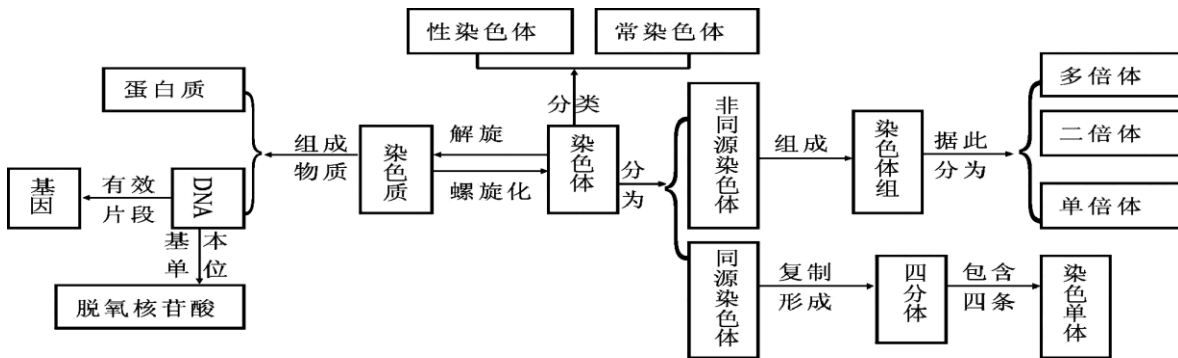 性染色体
常染色体
蛋白质
分类
多倍体
非同源染色体
组成
物质
染色质
解旋
螺旋化
染色体
分为
组成
染色体组
据此
分为
二倍体
单倍体
基因
有效
片段
DNA
基本
单位
脱氧核苷酸
同源染色体
复制
形成
四分体
包含
四条
染色单体